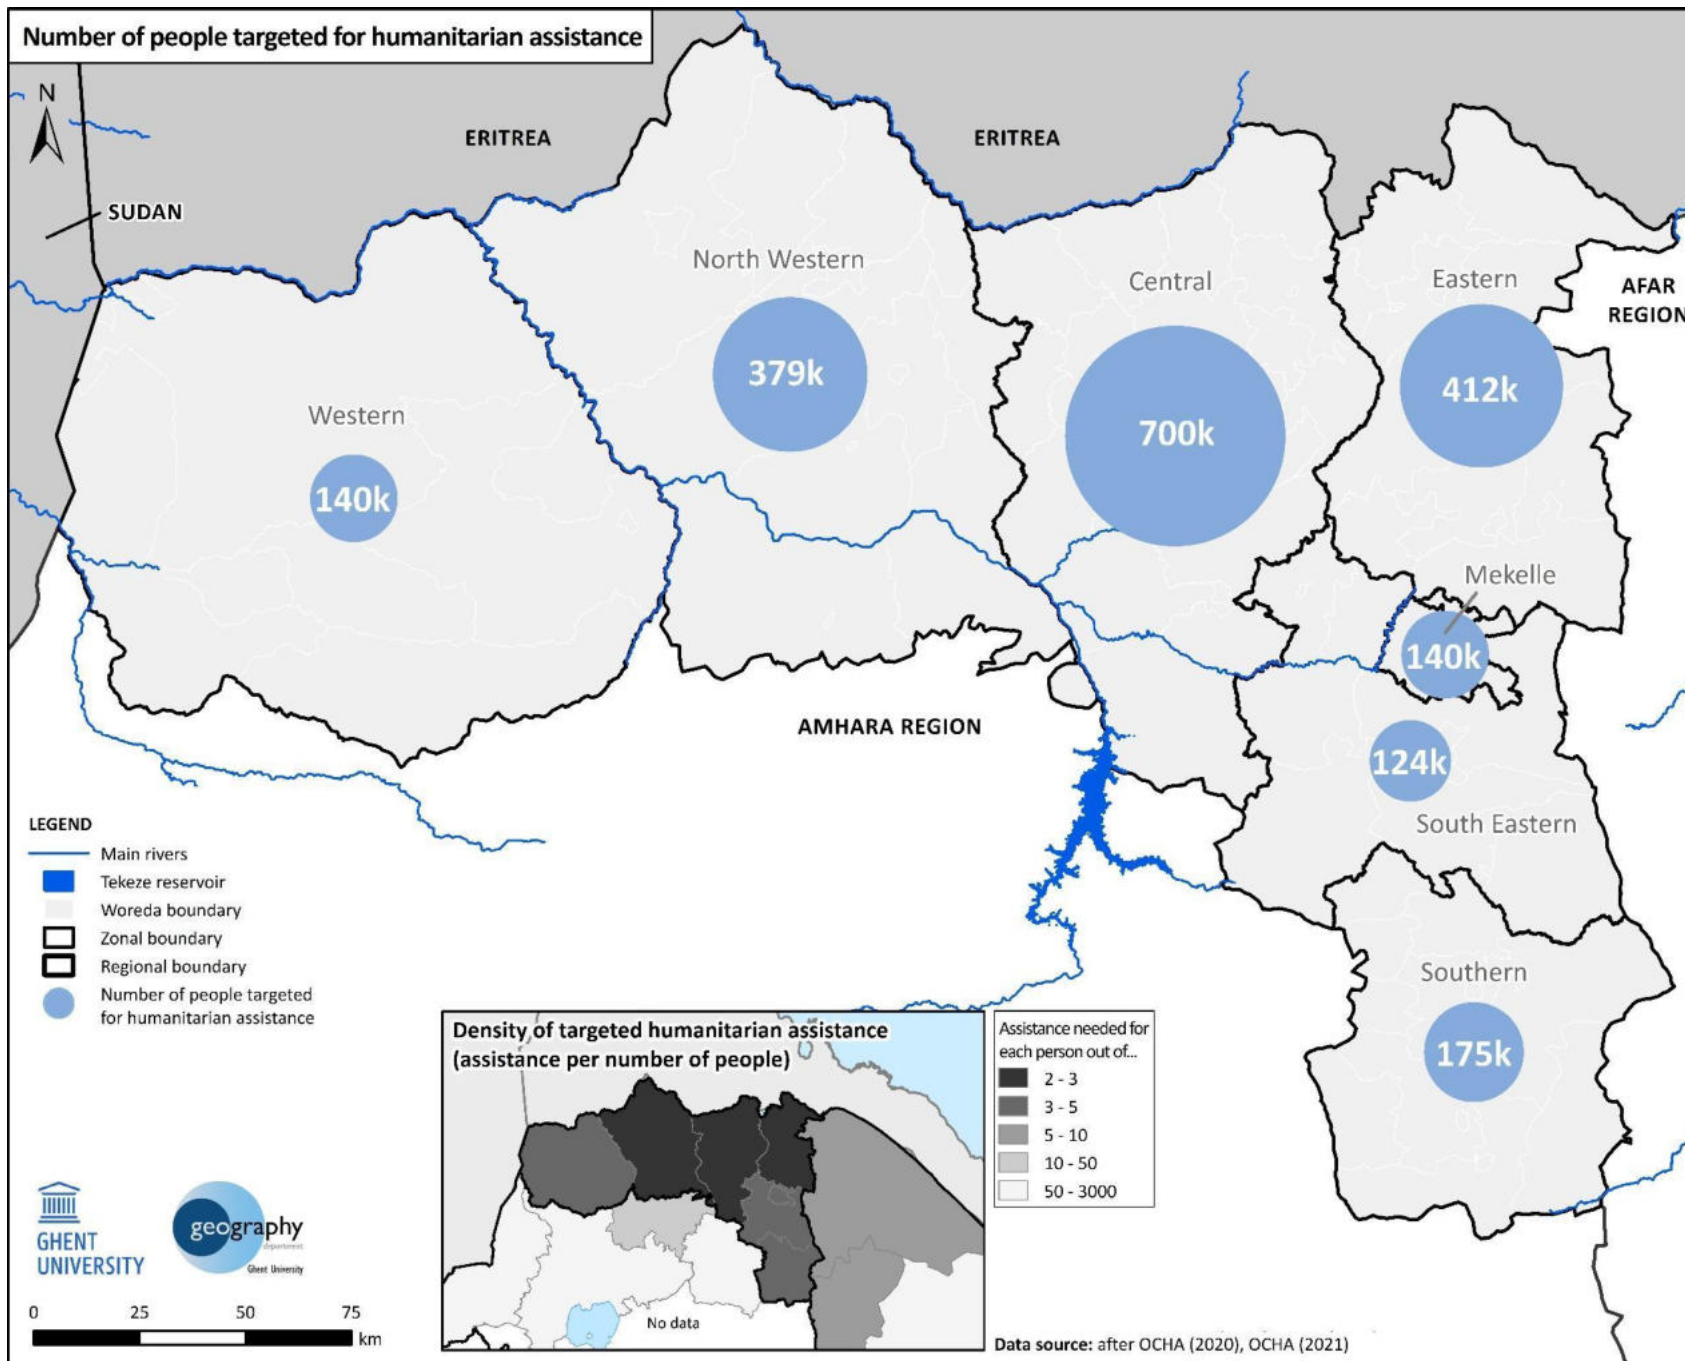 Number of people targeted for humanitarian assistance
N
ERITREA
ERITREA
SUDAN
North Western
Central
Eastern
AFAR
REGION
379k
412k
Western
700k
140k
Mekelle
140k
AMHARA REGION
124k
South Eastern
LEGEND
Main rivers
Tekeze reservoir
Woreda boundary
Zonal boundary
Regional boundary
Number of people targeted
for humanitarian assistance
Southern
175k
Density of targeted humanitarian assistance
(assistance per number of people)
No data
Assistance needed for
each person out of...
2 - 3
3 - 5
5 - 10
10 - 50
50 - 3000
GHENT
UNIVERSITY
geography
department
Ghent University
0 25 50 75
km
Data source: after OCHA (2020), OCHA (2021)